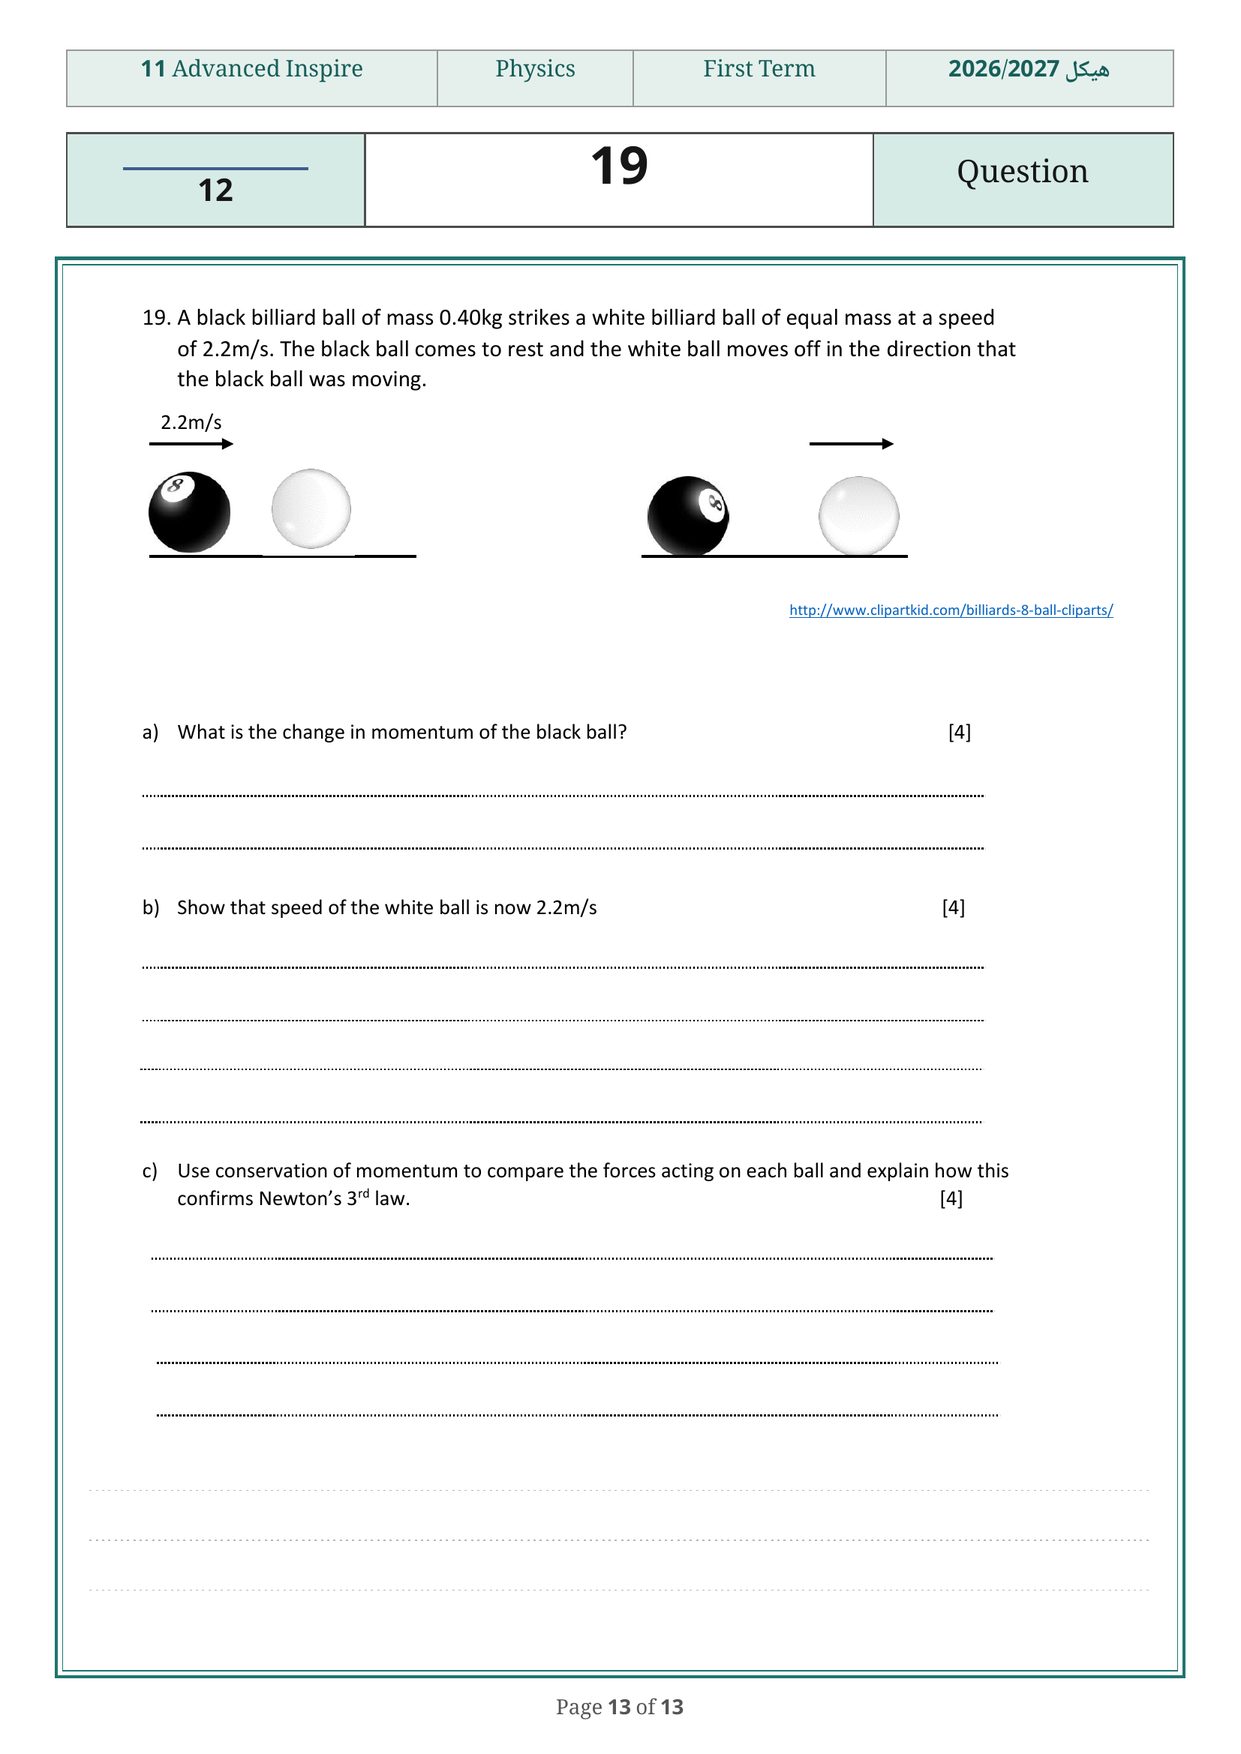 11 Advanced Inspire
Physics
First Term
هيكل 2026/2027
12
19
Question
19. A black billiard ball of mass 0.40kg strikes a white billiard ball of equal mass at a speed
of 2.2m/s. The black ball comes to rest and the white ball moves off in the direction that
the black ball was moving.
2.2m/s
8
8
http://www.clipartkid.com/billiards-8-ball-cliparts/
a) What is the change in momentum of the black ball? [4]
b) Show that speed of the white ball is now 2.2m/s [4]
c) Use conservation of momentum to compare the forces acting on each ball and explain how this
confirms Newton’s 3rd law. [4]
Page 13 of 13